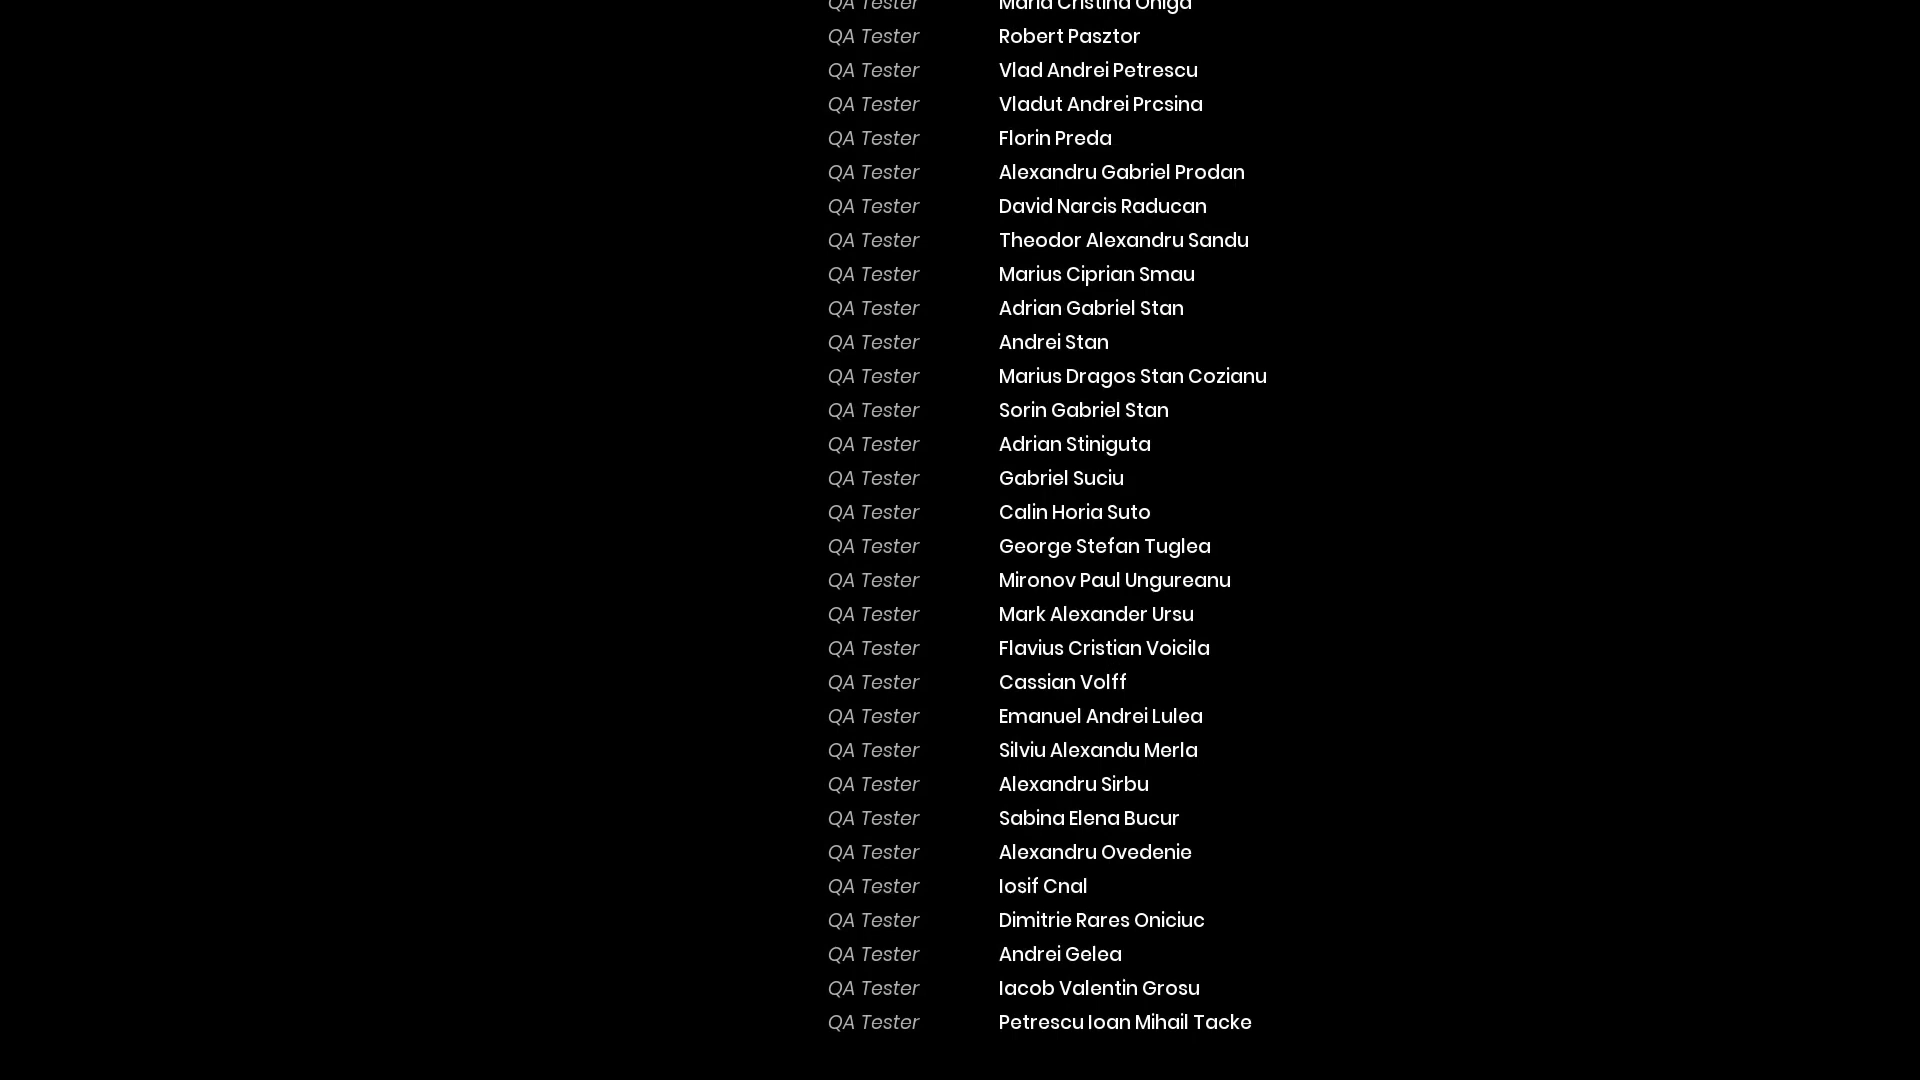 QA Tester Maria Cristina Oniga
QA Tester Robert Pasztor
QA Tester Vlad Andrei Petrescu
QA Tester Vladut Andrei Prcsina
QA Tester Florin Preda
QA Tester Alexandru Gabriel Prodan
QA Tester David Narcis Raducan
QA Tester Theodor Alexandru Sandu
QA Tester Marius Ciprian Smau
QA Tester Adrian Gabriel Stan
QA Tester Andrei Stan
QA Tester Marius Dragos Stan Cozianu
QA Tester Sorin Gabriel Stan
QA Tester Adrian Stiniguta
QA Tester Gabriel Suciu
QA Tester Calin Horia Suto
QA Tester George Stefan Tuglea
QA Tester Mironov Paul Ungureanu
QA Tester Mark Alexander Ursu
QA Tester Flavius Cristian Voicila
QA Tester Cassian Volff
QA Tester Emanuel Andrei Lulea
QA Tester Silviu Alexandu Merla
QA Tester Alexandru Sirbu
QA Tester Sabina Elena Bucur
QA Tester Alexandru Ovedenie
QA Tester Iosif Cnal
QA Tester Dimitrie Rares Oniciuc
QA Tester Andrei Gelea
QA Tester Iacob Valentin Grosu
QA Tester Petrescu Ioan Mihail Tacke